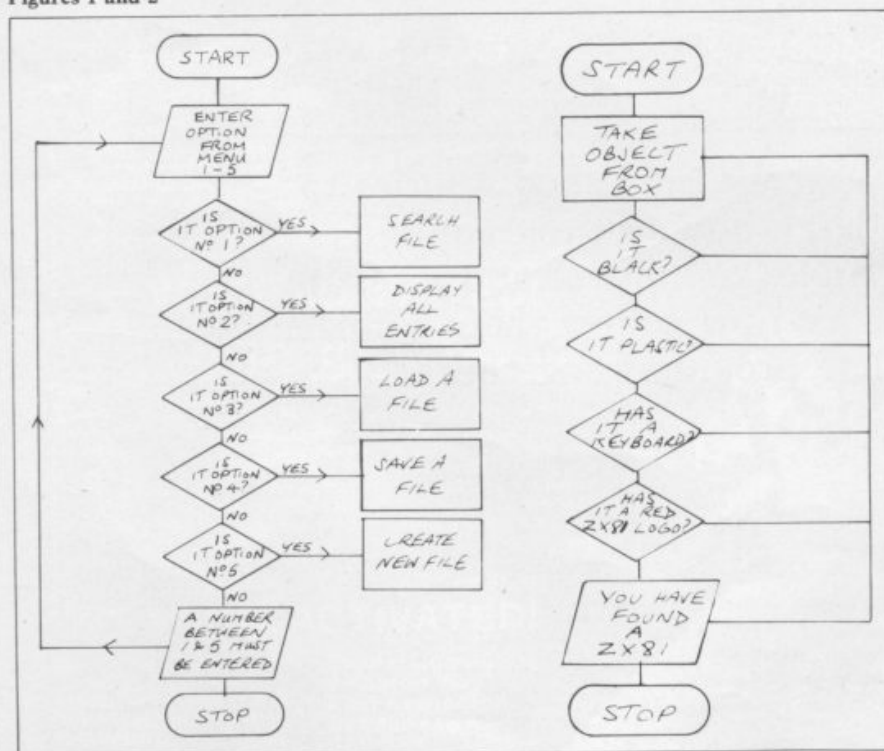 Figures 1 and 2
START
ENTER
OPTION
FROM
MENU
1-5
IS
IT OPTION
Nº 1?
YES
SEARCH
FILE
NO
IS
IT OPTION
Nº 2?
YES
DISPLAY
ALL
ENTRIES
NO
IS
IT OPTION
Nº 3?
YES
LOAD A
FILE
NO
IS
IT OPTION
Nº 4?
YES
SAVE A
FILE
NO
IS
IT OPTION
Nº 5
YES
CREATE
NEW FILE
NO
A NUMBER
BETWEEN
1 & 5 MUST
BE ENTERED
STOP
START
TAKE
OBJECT
FROM
BOX
IS
IT
BLACK?
IS
IT PLASTIC?
HAS
IT A
KEYBOARD?
HAS
IT A RED
ZX81 LOGO?
YOU HAVE
FOUND
A
ZX81
STOP